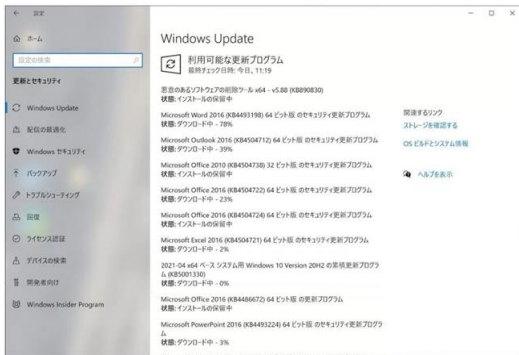 設定
ホーム
設定の検索
更新とセキュリティ
Windows Update
配信の最適化
Windows セキュリティ
バックアップ
トラブルシューティング
回復
ライセンス認証
デバイスの検索
開発者向け
Windows Insider Program
Windows Update
利用可能な更新プログラム
最終チェック日時: 今日、11:19
悪意のあるソフトウェアの削除ツール x64 - v5.88 (KB890830)
状態: インストールの保留中
Microsoft Word 2016 (KB4493198) 64 ビット版 のセキュリティ更新プログラム
状態: ダウンロード中 - 78%
Microsoft Outlook 2016 (KB4504712) 64 ビット版 のセキュリティ更新プログラム
状態: ダウンロード中 - 39%
Microsoft Office 2010 (KB4504738) 32 ビット版 のセキュリティ更新プログラム
状態: インストールの保留中
Microsoft Office 2016 (KB4504722) 64 ビット版 のセキュリティ更新プログラム
状態: ダウンロード中 - 23%
Microsoft Office 2016 (KB4504724) 64 ビット版 のセキュリティ更新プログラム
状態: インストールの保留中
Microsoft Excel 2016 (KB4504721) 64 ビット版 のセキュリティ更新プログラム
状態: ダウンロード中 - 2%
2021-04 x64 ベース システム用 Windows 10 Version 20H2 の累積更新プログラ
ム (KB5001330)
状態: ダウンロード中 - 0%
Microsoft Office 2016 (KB4486672) 64 ビット版 の更新プログラム
状態: インストールの保留中
Microsoft PowerPoint 2016 (KB4493224) 64 ビット版 のセキュリティ更新プログラ
ム
状態: ダウンロード中 - 3%
関連するリンク
ストレージを確認する
OS ビルドとシステム情報
ヘルプを表示